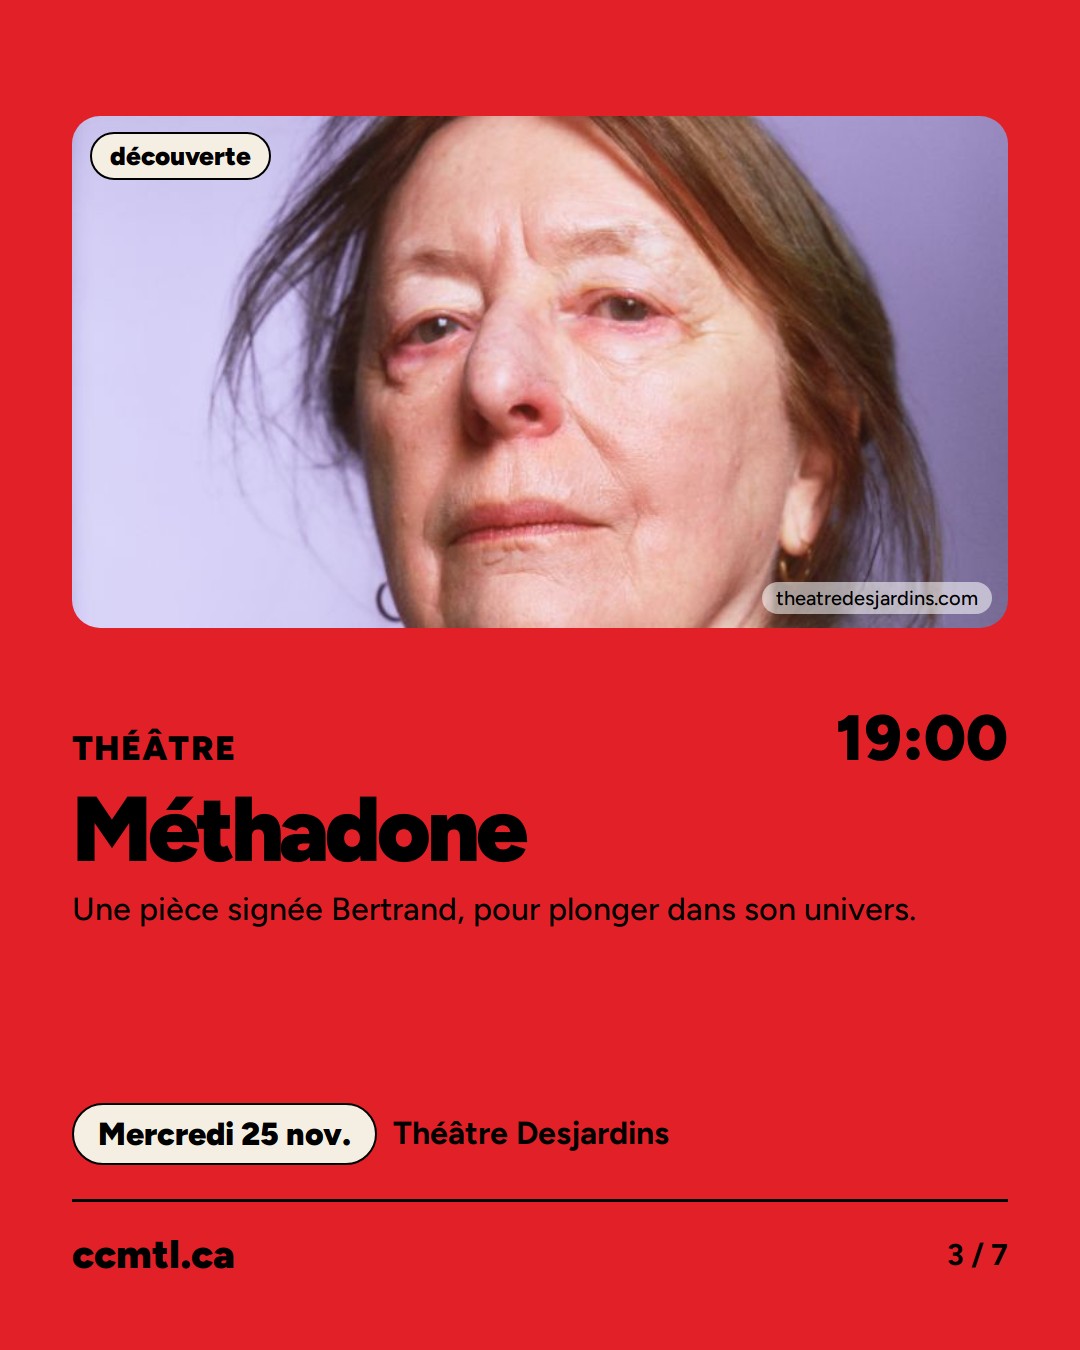 découverte
theatredesjardins.com
THÉÂTRE
19:00
Méthadone
Une pièce signée Bertrand, pour plonger dans son univers.
Mercredi 25 nov.
Théâtre Desjardins
ccmtl.ca
3 / 7